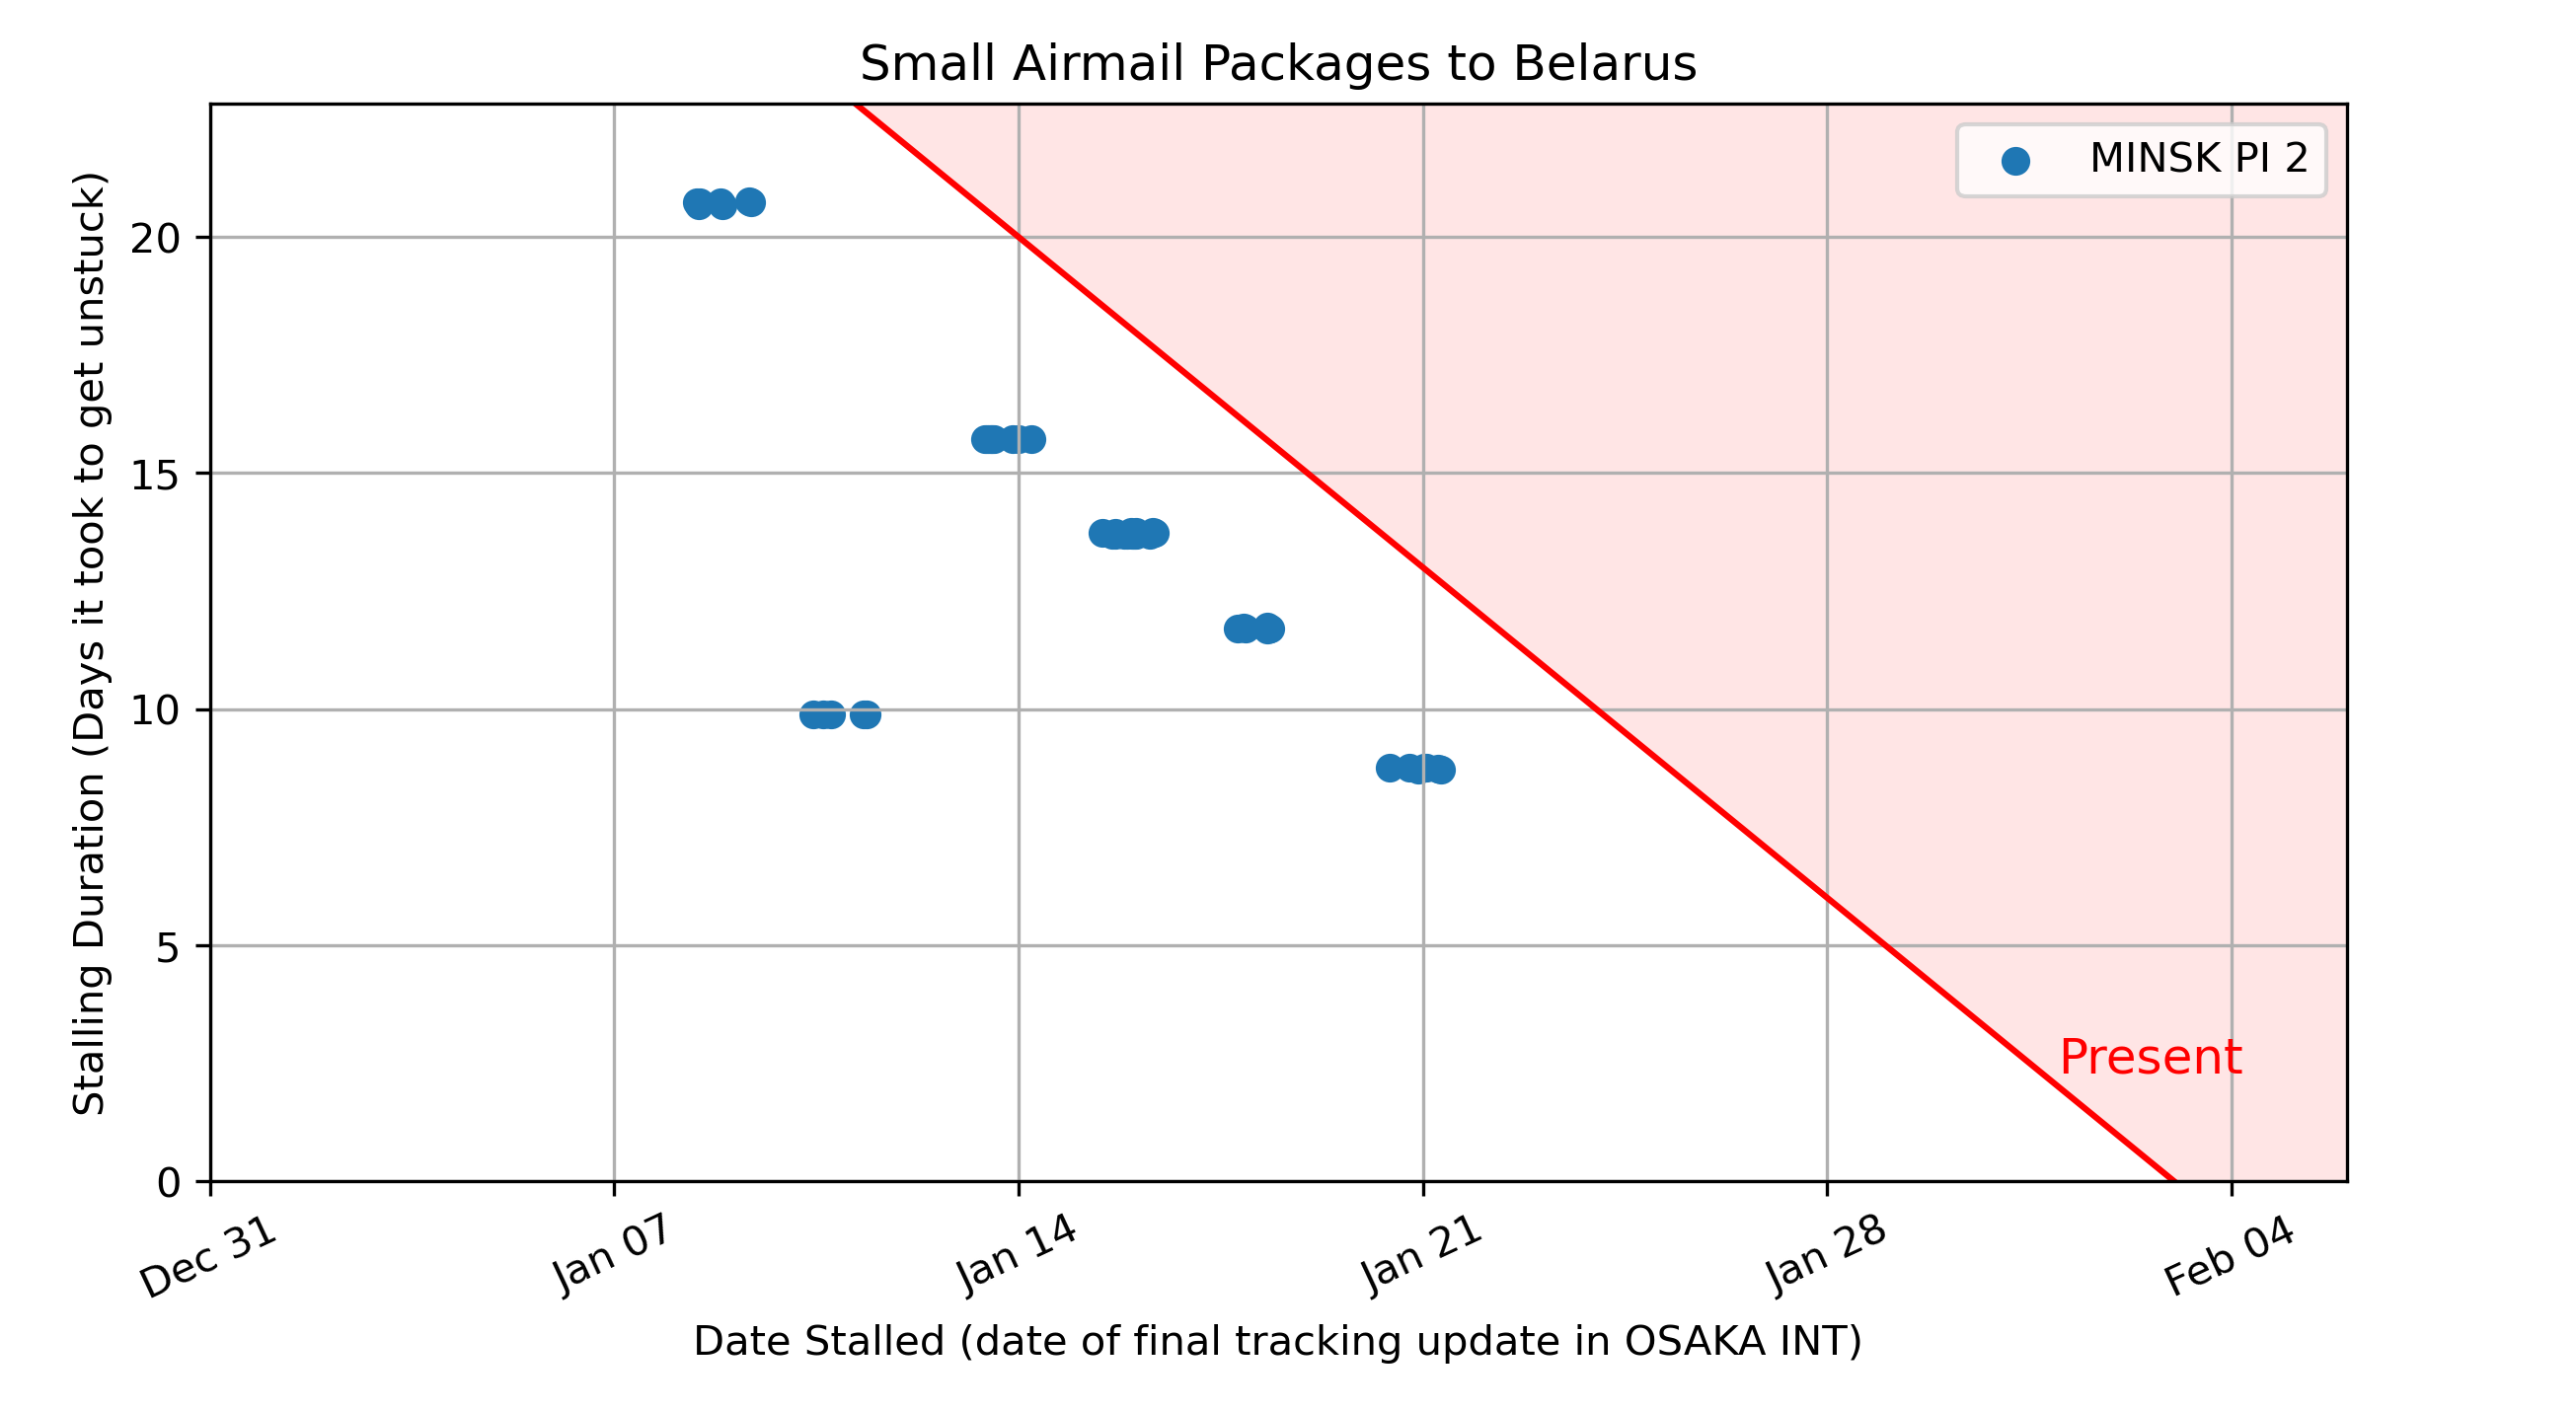 Small Airmail Packages to Belarus
MINSK PI 2
Stalling Duration (Days it took to get unstuck)
20
15
10
5
0
Present
Dec 31
Jan 07
Jan 14
Jan 21
Jan 28
Feb 04
Date Stalled (date of final tracking update in OSAKA INT)